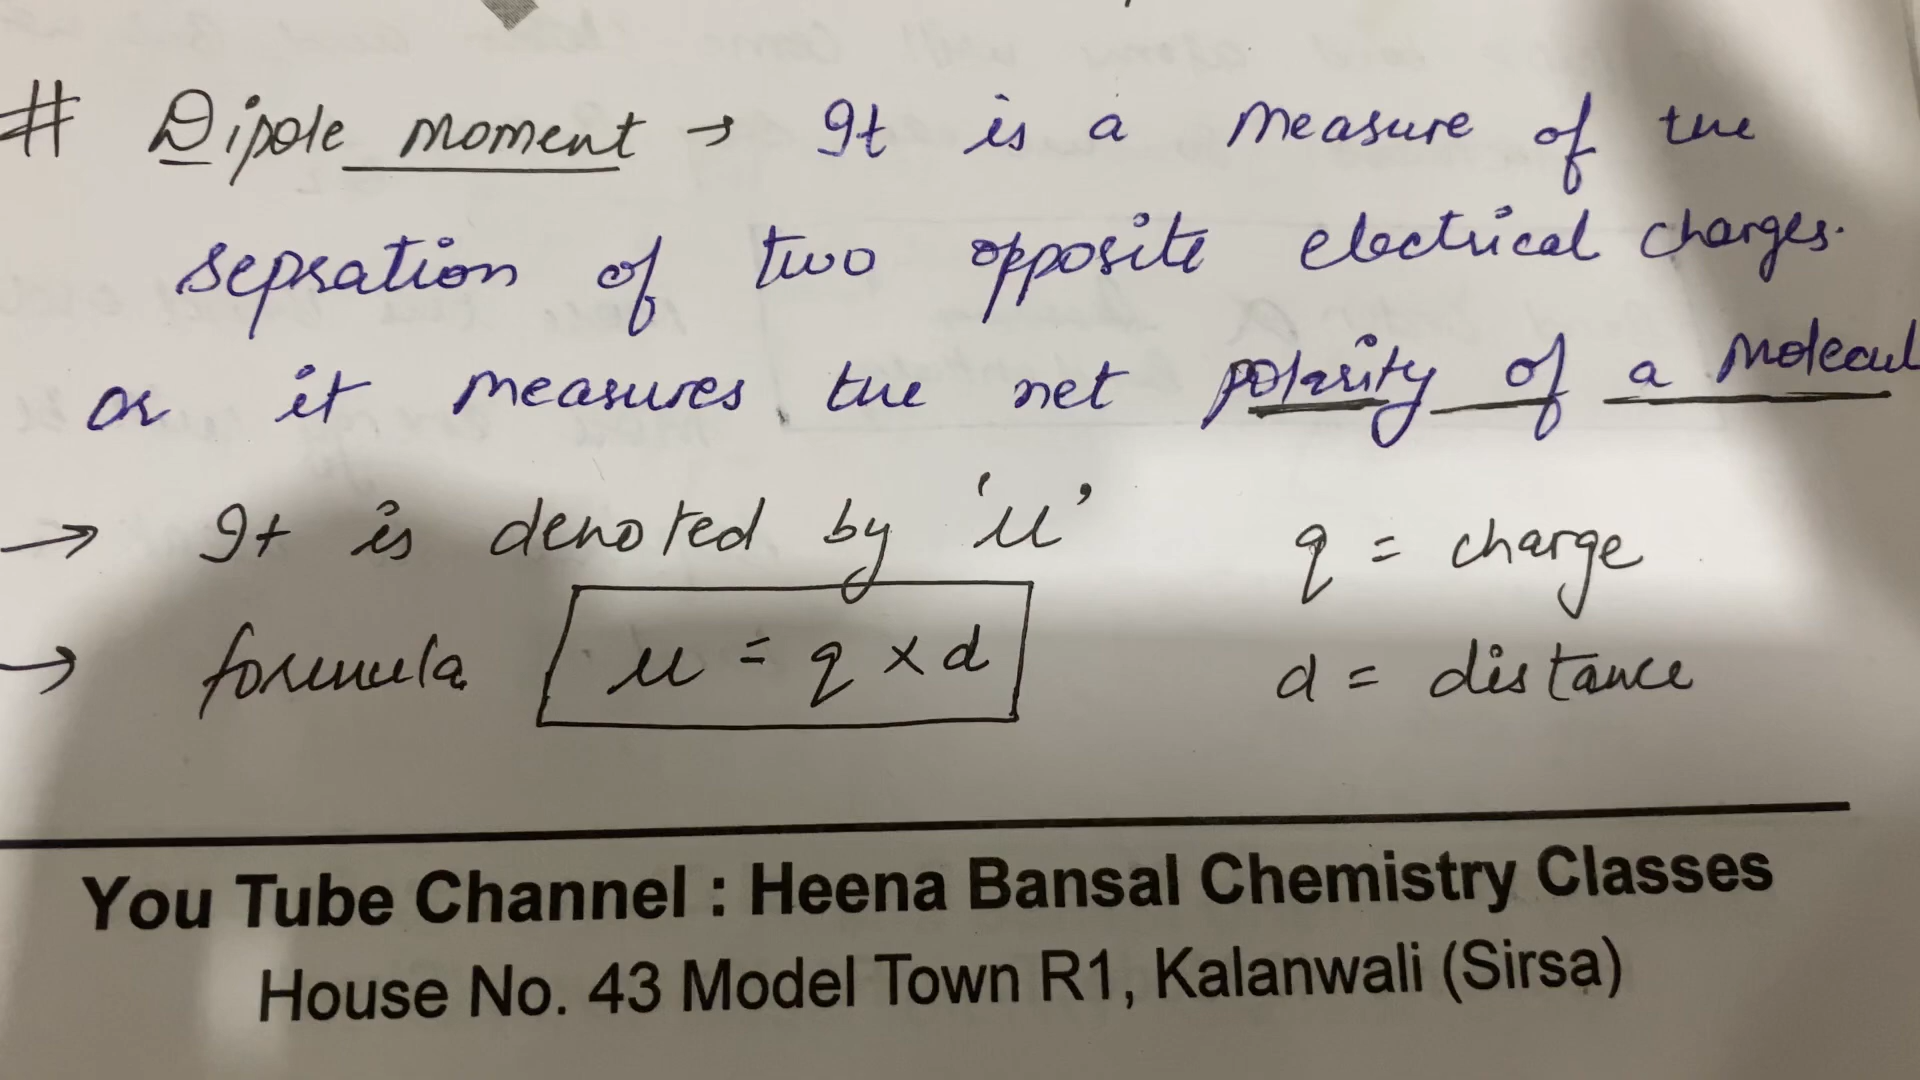 # Dipole moment → It is a measure of the
sepration of two opposite electrical charges.
or it measures the net polarity of a molecul
→ It is denoted by 'μ'
q = charge
→ formula μ = q × d
d = distance
You Tube Channel : Heena Bansal Chemistry Classes
House No. 43 Model Town R1, Kalanwali (Sirsa)